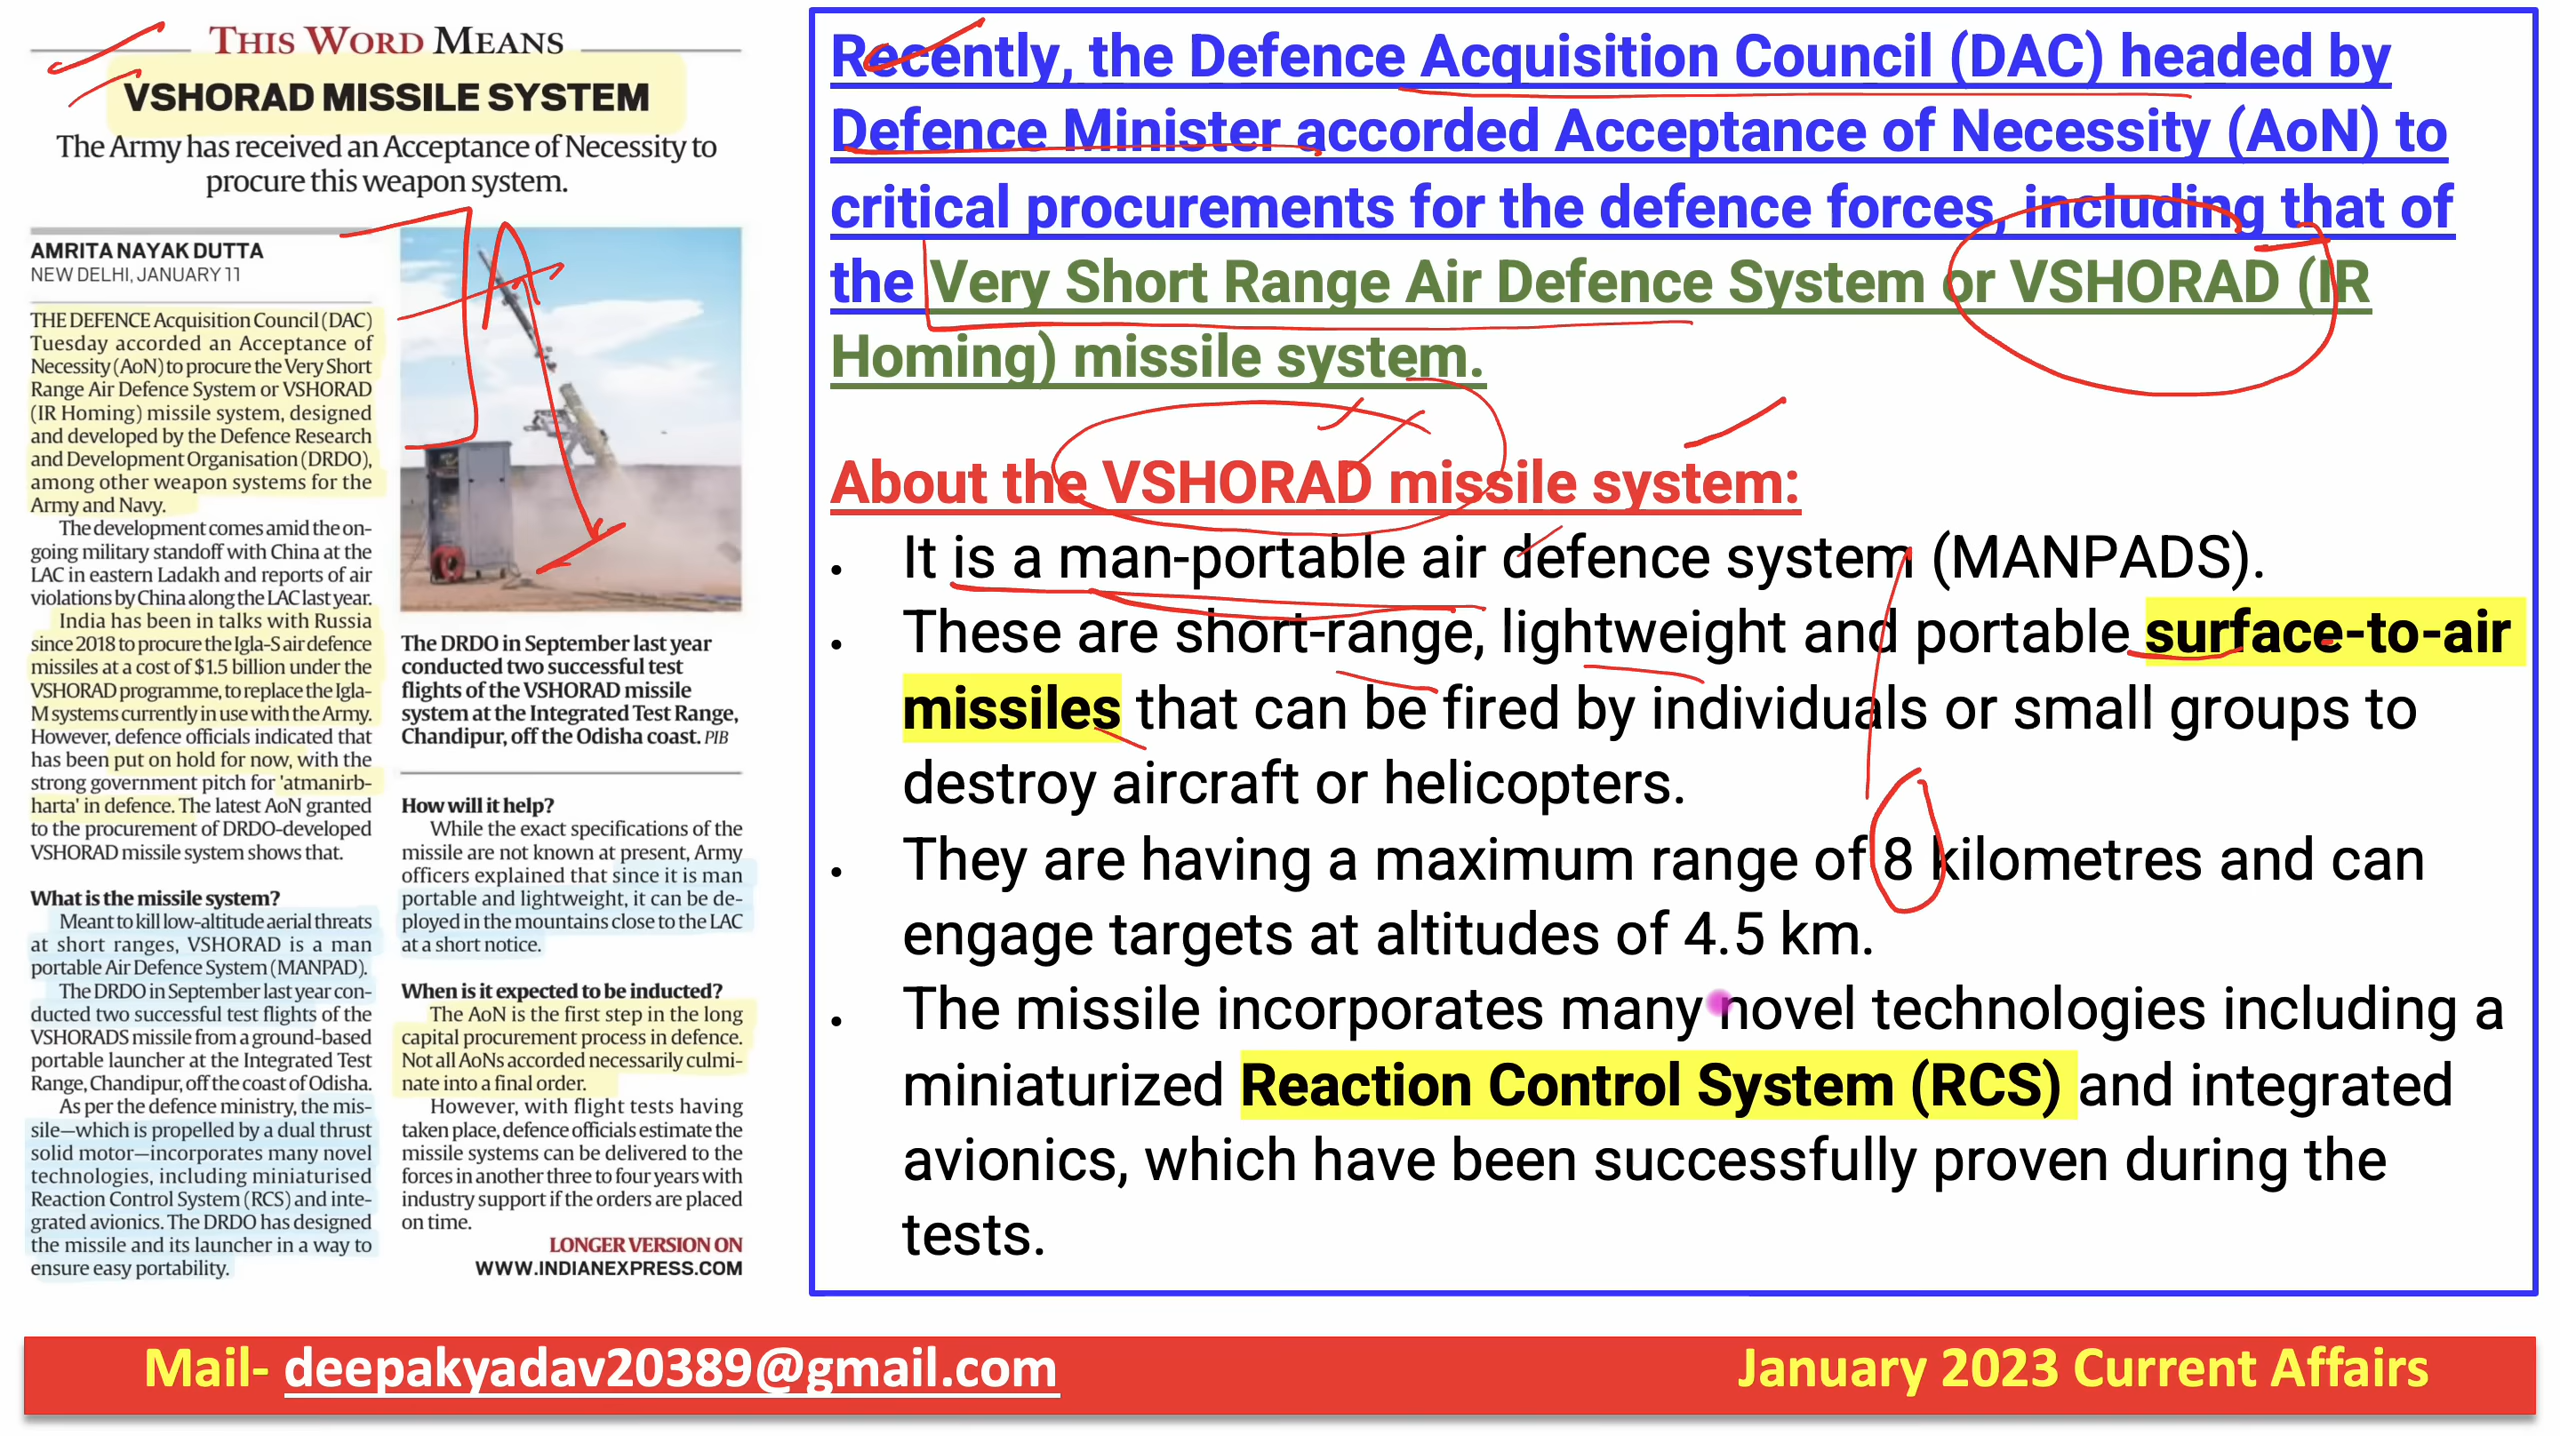 THIS WORD MEANS
VSHORAD MISSILE SYSTEM
The Army has received an Acceptance of Necessity to
procure this weapon system.
AMRITA NAYAK DUTTA
NEW DELHI, JANUARY 11
THE DEFENCE Acquisition Council (DAC)
Tuesday accorded an Acceptance of
Necessity (AoN) to procure the Very Short
Range Air Defence System or VSHORAD
(IR Homing) missile system, designed
and developed by the Defence Research
and Development Organisation (DRDO),
among other weapon systems for the
Army and Navy.
The development comes amid the on-
going military standoff with China at the
LAC in eastern Ladakh and reports of air
violations by China along the LAC last year.
India has been in talks with Russia
since 2018 to procure the Igla-S air defence
missiles at a cost of $1.5 billion under the
VSHORAD programme, to replace the Igla-
M systems currently in use with the Army.
However, defence officials indicated that
has been put on hold for now, with the
strong government pitch for 'atmanirb-
harta' in defence. The latest AoN granted
to the procurement of DRDO-developed
VSHORAD missile system shows that.
What is the missile system?
Meant to kill low-altitude aerial threats
at short ranges, VSHORAD is a man
portable Air Defence System (MANPAD).
The DRDO in September last year con-
ducted two successful test flights of the
VSHORADS missile from a ground-based
portable launcher at the Integrated Test
Range, Chandipur, off the coast of Odisha.
As per the defence ministry, the mis-
sile—which is propelled by a dual thrust
solid motor—incorporates many novel
technologies, including miniaturised
Reaction Control System (RCS) and inte-
grated avionics. The DRDO has designed
the missile and its launcher in a way to
ensure easy portability.
The DRDO in September last year
conducted two successful test
flights of the VSHORAD missile
system at the Integrated Test Range,
Chandipur, off the Odisha coast. PIB
How will it help?
While the exact specifications of the
missile are not known at present, Army
officers explained that since it is man
portable and lightweight, it can be de-
ployed in the mountains close to the LAC
at a short notice.
When is it expected to be inducted?
The AoN is the first step in the long
capital procurement process in defence.
Not all AoNs accorded necessarily culmi-
nate into a final order.
However, with flight tests having
taken place, defence officials estimate the
missile systems can be delivered to the
forces in another three to four years with
industry support if the orders are placed
on time.
LONGER VERSION ON
WWW.INDIANEXPRESS.COM
Recently, the Defence Acquisition Council (DAC) headed by
Defence Minister accorded Acceptance of Necessity (AoN) to
critical procurements for the defence forces, including that of
the Very Short Range Air Defence System or VSHORAD (IR
Homing) missile system.
About the VSHORAD missile system:
• It is a man-portable air defence system (MANPADS).
• These are short-range, lightweight and portable surface-to-air
missiles that can be fired by individuals or small groups to
destroy aircraft or helicopters.
• They are having a maximum range of 8 kilometres and can
engage targets at altitudes of 4.5 km.
• The missile incorporates many novel technologies including a
miniaturized Reaction Control System (RCS) and integrated
avionics, which have been successfully proven during the
tests.
Mail- deepakyadav20389@gmail.com
January 2023 Current Affairs